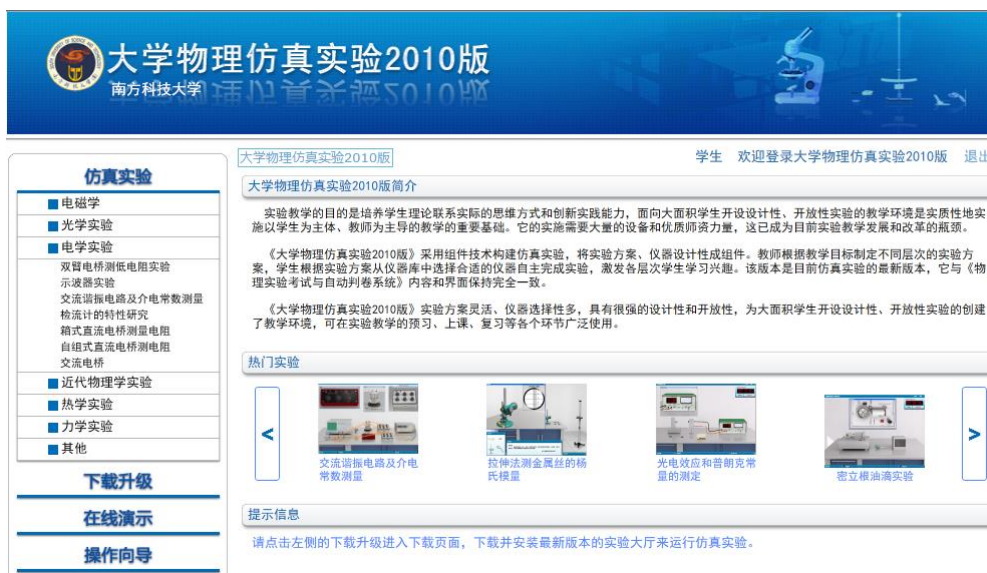 大学物理仿真实验2010版
南方科技大学
大学物理仿真实验2010版
学生 欢迎登录大学物理仿真实验2010版 退出
仿真实验
电磁学
光学实验
电学实验
双臂电桥测低电阻实验
示波器实验
交流谐振电路及介电常数测量
检流计的特性研究
箱式直流电桥测量电阻
自组式直流电桥测电阻
交流电桥
近代物理学实验
热学实验
力学实验
其他
下载升级
在线演示
操作向导
大学物理仿真实验2010版简介
实验教学的目的是培养学生理论联系实际的思维方式和创新实践能力，面向大面积学生开设设计性、开放性实验的教学环境是实质性地实
施以学生为主体、教师为主导的教学的重要基础。它的实施需要大量的设备和优质师资力量，这已成为目前实验教学发展和改革的瓶颈。
《大学物理仿真实验2010版》采用组件技术构建仿真实验，将实验方案、仪器设计性成组件。教师根据教学目标制定不同层次的实验方
案，学生根据实验方案从仪器库中选择合适的仪器自主完成实验，激发各层次学生学习兴趣。该版本是目前仿真实验的最新版本，它与《物
理实验考试与自动判卷系统》内容和界面保持完全一致。
《大学物理仿真实验2010版》实验方案灵活、仪器选择性多，具有很强的设计性和开放性，为大面积学生开设设计性、开放性实验的创建
了教学环境，可在实验教学的预习、上课、复习等各个环节广泛使用。
热门实验
<
交流谐振电路及介电
常数测量
拉伸法测金属丝的杨
氏模量
光电效应和普朗克常
量的测定
密立根油滴实验
>
提示信息
请点击左侧的下载升级进入下载页面，下载并安装最新版本的实验大厅来运行仿真实验。